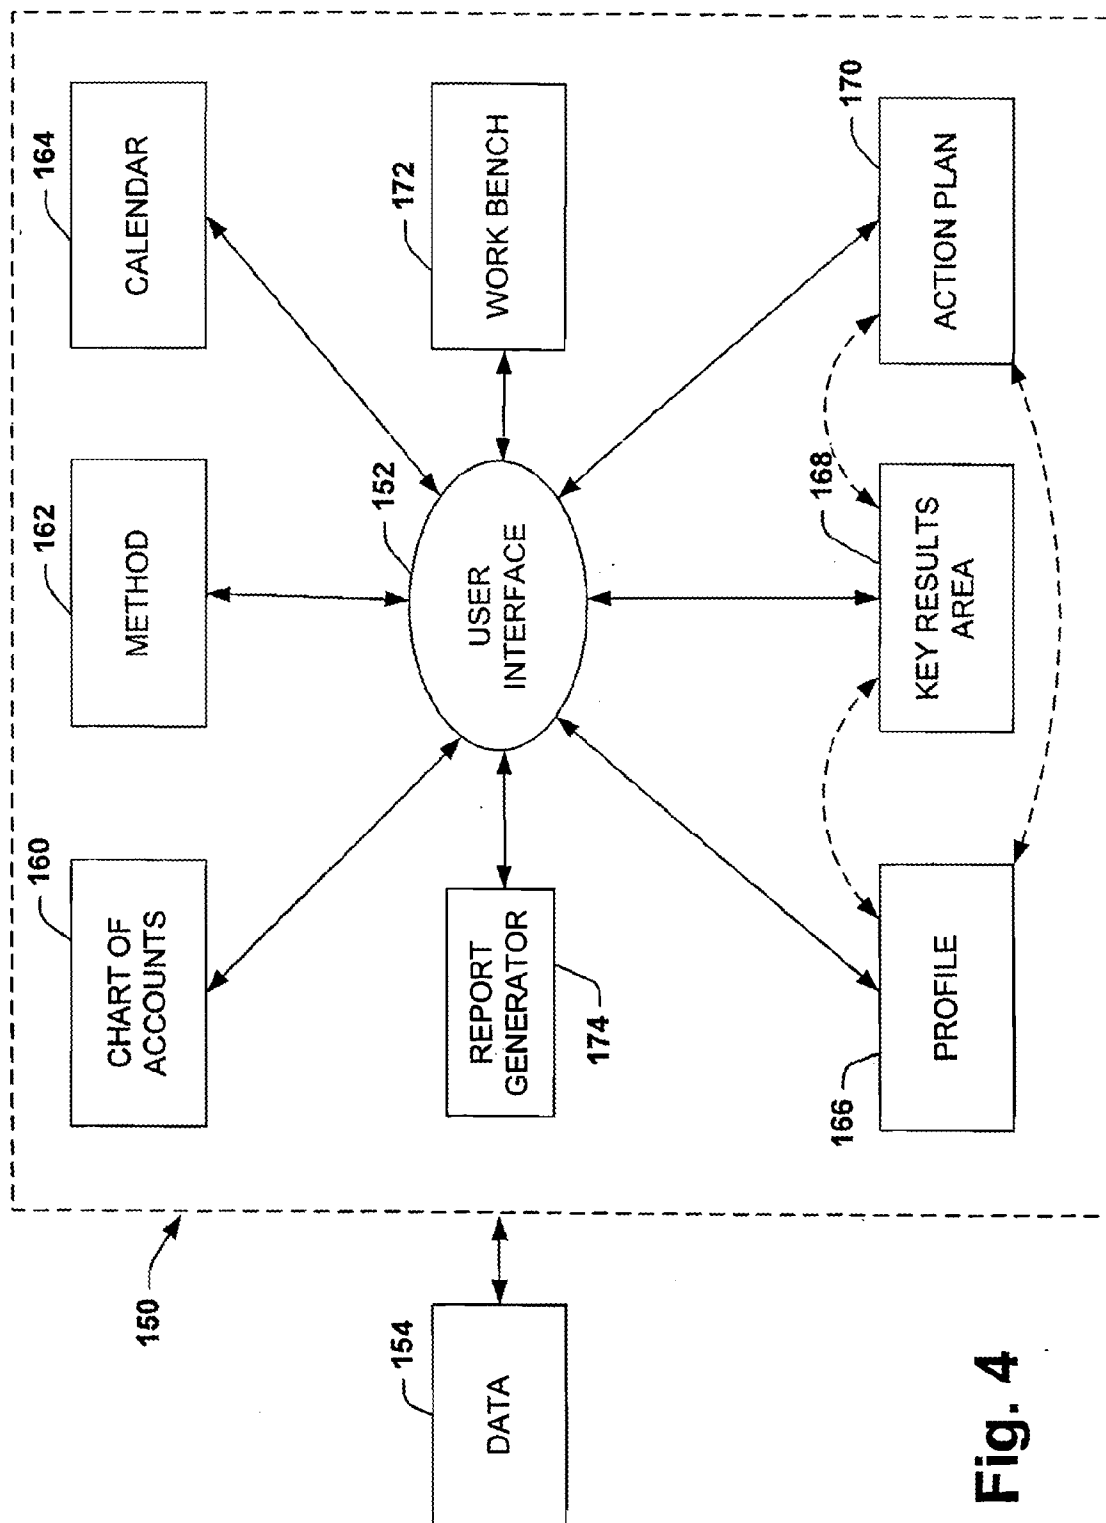 160
CHART OF
ACCOUNTS
162
METHOD
164
CALENDAR
150
154
DATA
REPORT
GENERATOR
174
152
USER
INTERFACE
172
WORK BENCH
166
PROFILE
168
KEY RESULTS
AREA
170
ACTION PLAN
Fig. 4